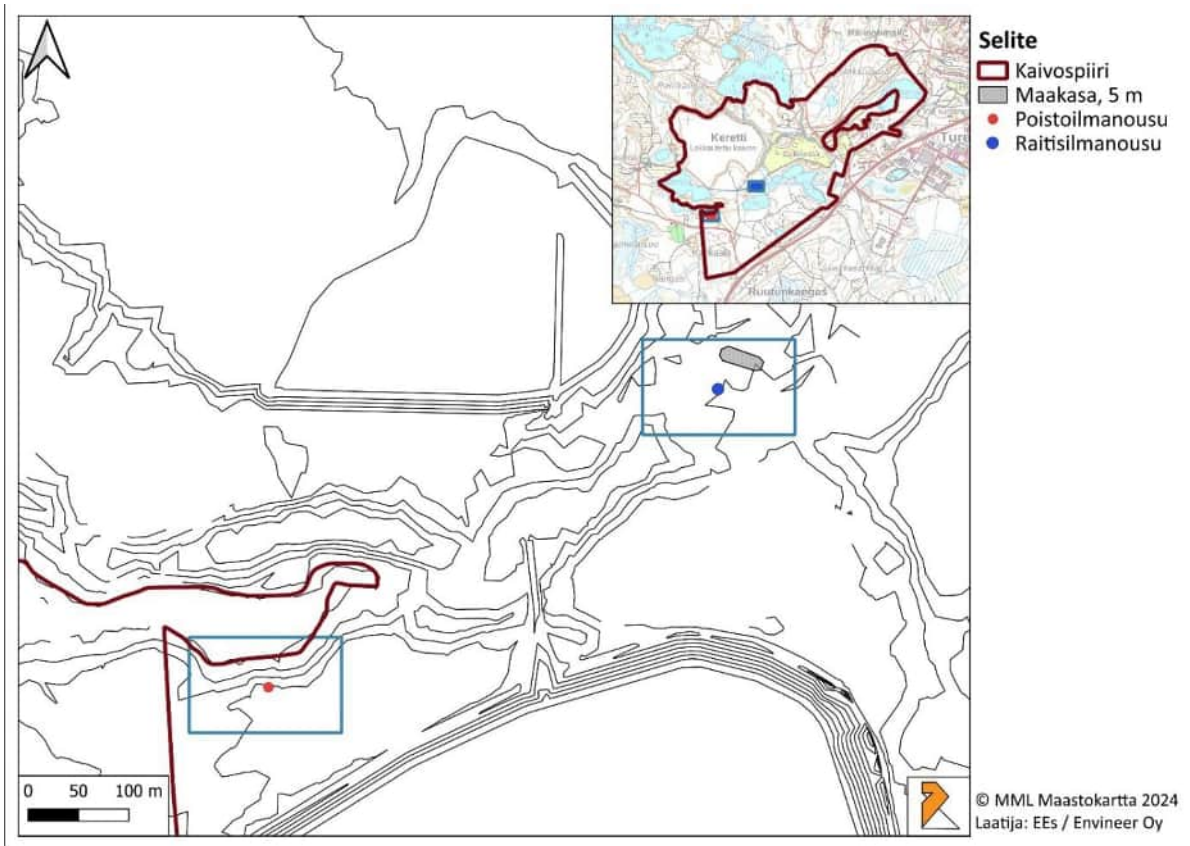 Keretti
Ruutunkangas
Selite
Kaivospiiri
Maakasa, 5 m
Poistoilmanousu
Raitisilmanousu
0 50 100 m
© MML Maastokartta 2024
Laatija: EEs / Envineer Oy